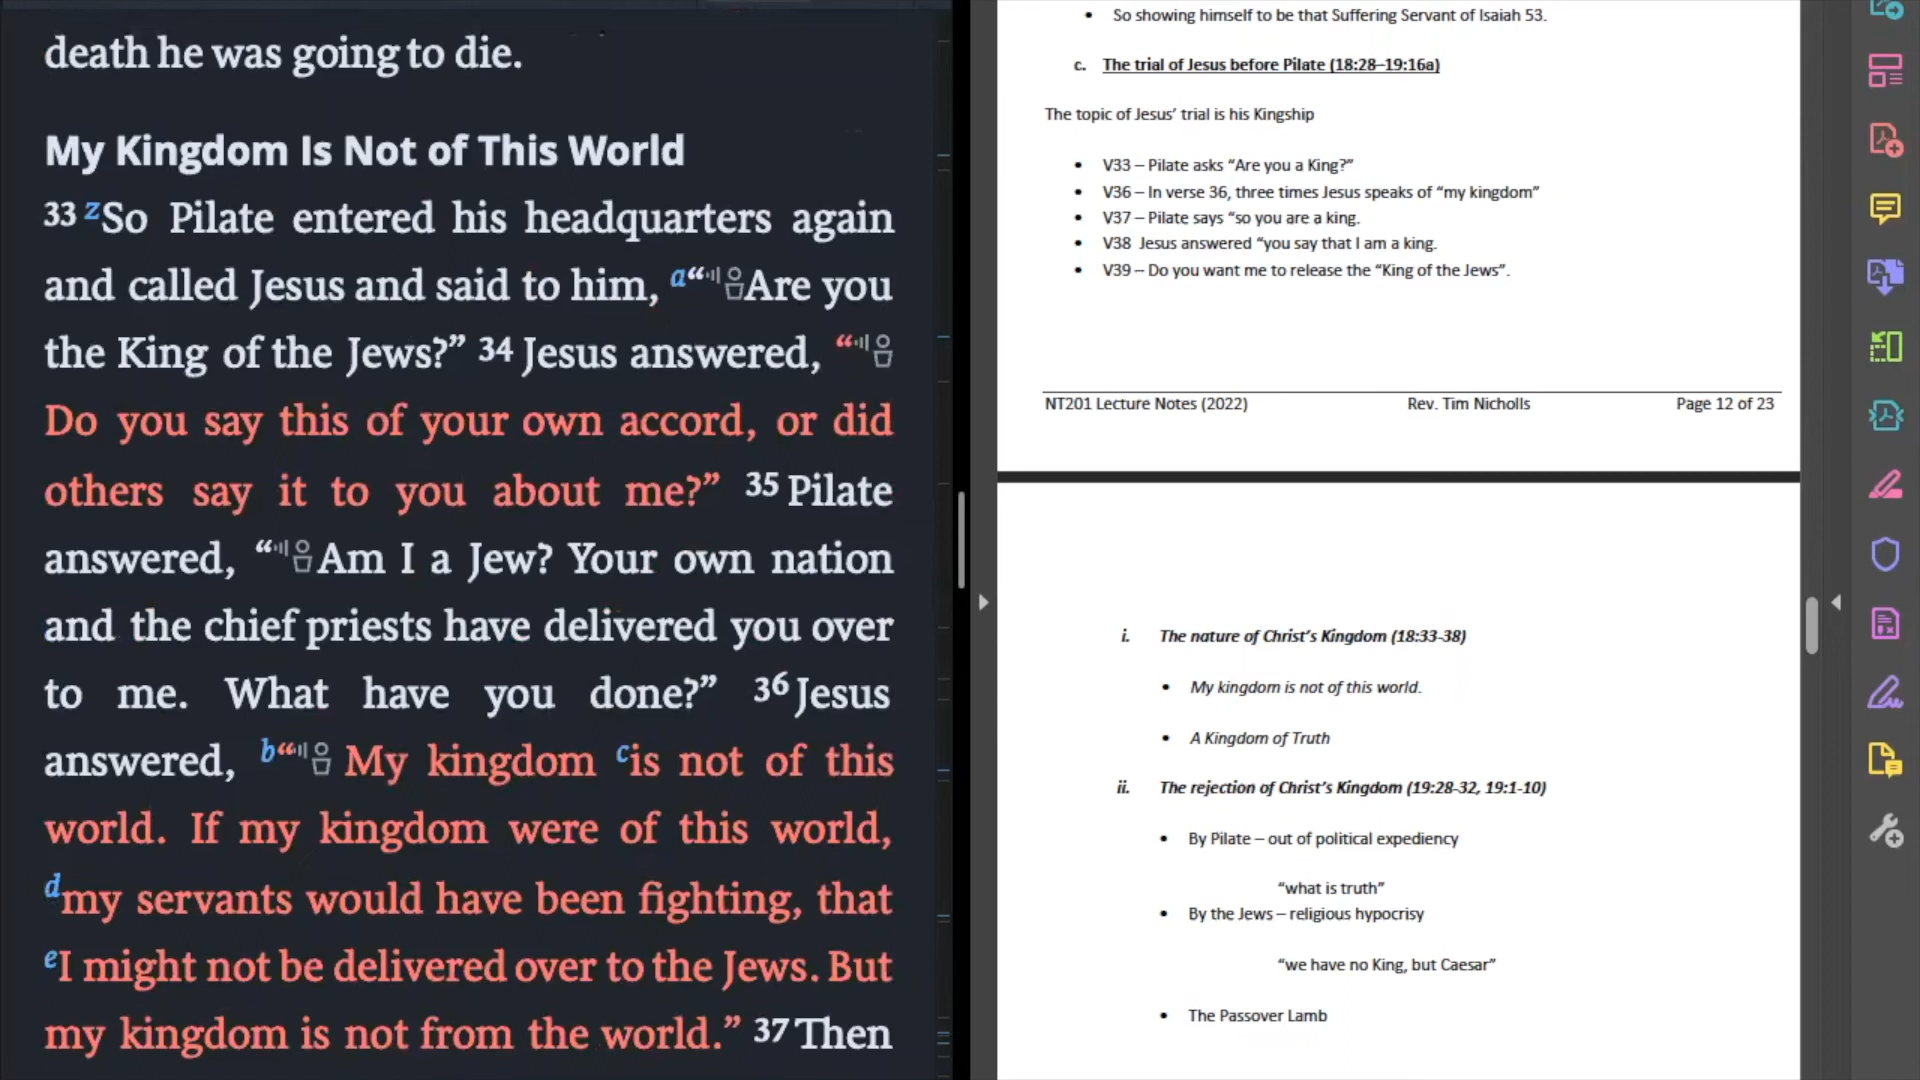 death he was going to die.
My Kingdom Is Not of This World
33 zSo Pilate entered his headquarters again
and called Jesus and said to him, a“Are you
the King of the Jews?” 34 Jesus answered, “
Do you say this of your own accord, or did
others say it to you about me?” 35 Pilate
answered, “Am I a Jew? Your own nation
and the chief priests have delivered you over
to me. What have you done?” 36 Jesus
answered, b“ My kingdom cis not of this
world. If my kingdom were of this world,
dmy servants would have been fighting, that
eI might not be delivered over to the Jews. But
my kingdom is not from the world.” 37 Then
• So showing himself to be that Suffering Servant of Isaiah 53.
c. The trial of Jesus before Pilate (18:28–19:16a)
The topic of Jesus’ trial is his Kingship
• V33 – Pilate asks “Are you a King?”
• V36 – In verse 36, three times Jesus speaks of “my kingdom”
• V37 – Pilate says “so you are a king.
• V38 Jesus answered “you say that I am a king.
• V39 – Do you want me to release the “King of the Jews”.
NT201 Lecture Notes (2022) Rev. Tim Nicholls Page 12 of 23
i. The nature of Christ’s Kingdom (18:33-38)
• My kingdom is not of this world.
• A Kingdom of Truth
ii. The rejection of Christ’s Kingdom (19:28-32, 19:1-10)
• By Pilate – out of political expediency
“what is truth”
• By the Jews – religious hypocrisy
“we have no King, but Caesar”
• The Passover Lamb